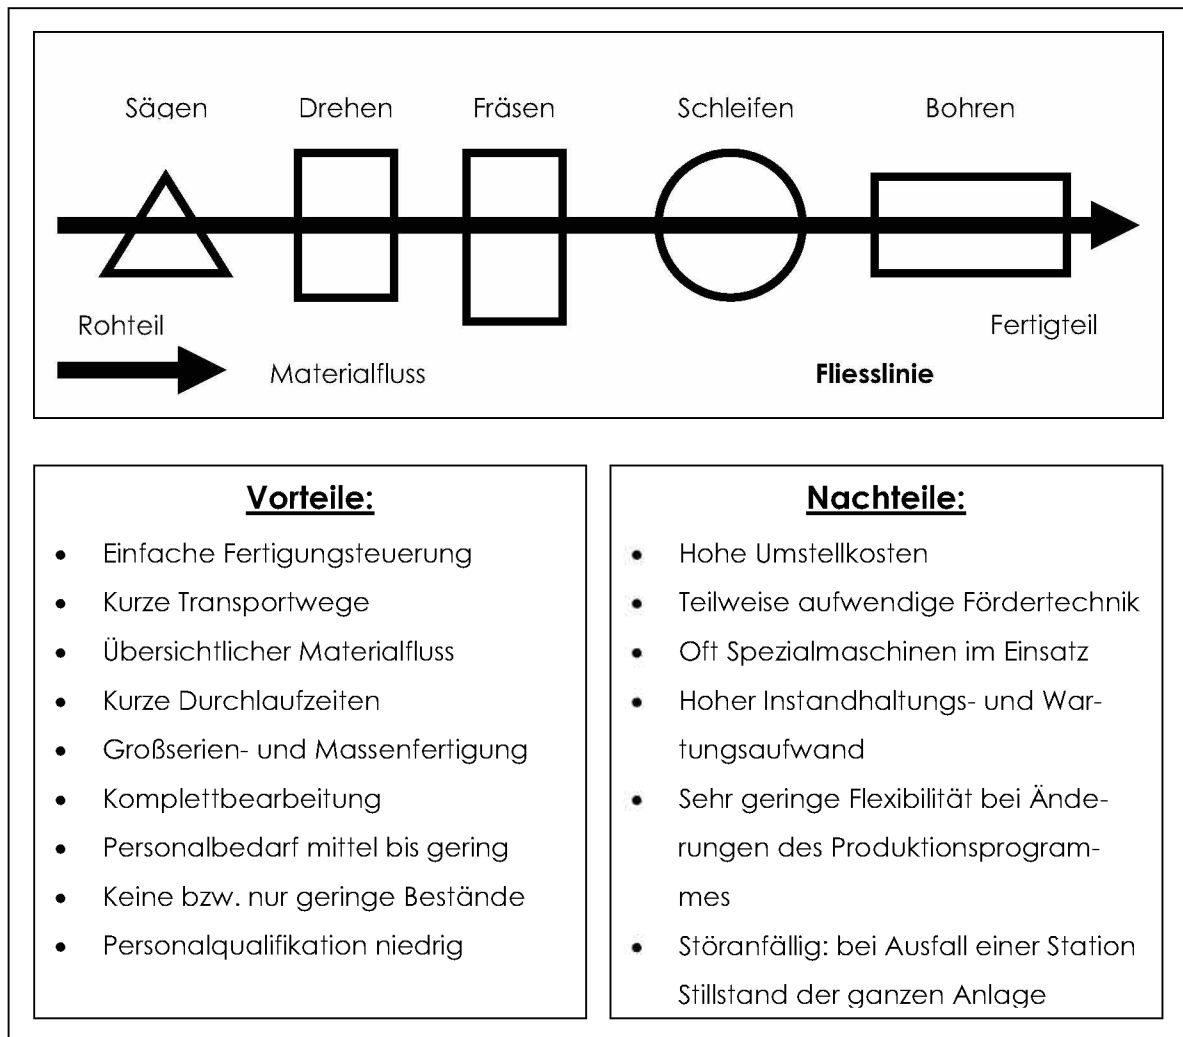 Sägen Drehen Fräsen Schleifen Bohren
Rohteil Fertigteil
Materialfluss Fliesslinie
Vorteile:
• Einfache Fertigungsteuerung
• Kurze Transportwege
• Übersichtlicher Materialfluss
• Kurze Durchlaufzeiten
• Großserien- und Massenfertigung
• Komplettbearbeitung
• Personalbedarf mittel bis gering
• Keine bzw. nur geringe Bestände
• Personalqualifikation niedrig
Nachteile:
• Hohe Umstellkosten
• Teilweise aufwendige Fördertechnik
• Oft Spezialmaschinen im Einsatz
• Hoher Instandhaltungs- und War-
tungsaufwand
• Sehr geringe Flexibilität bei Ände-
rungen des Produktionsprogram-
mes
• Störanfällig: bei Ausfall einer Station
Stillstand der ganzen Anlage